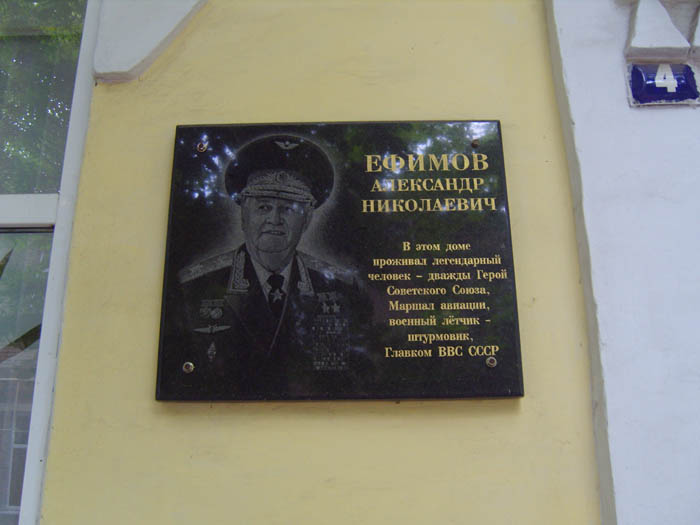 ЕФИМОВ
АЛЕКСАНДР
НИКОЛАЕВИЧ
В этом доме
проживал легендарный
человек - дважды Герой
Советского Союза,
Маршал авиации,
военный лётчик -
штурмовик,
Главком ВВС СССР
4